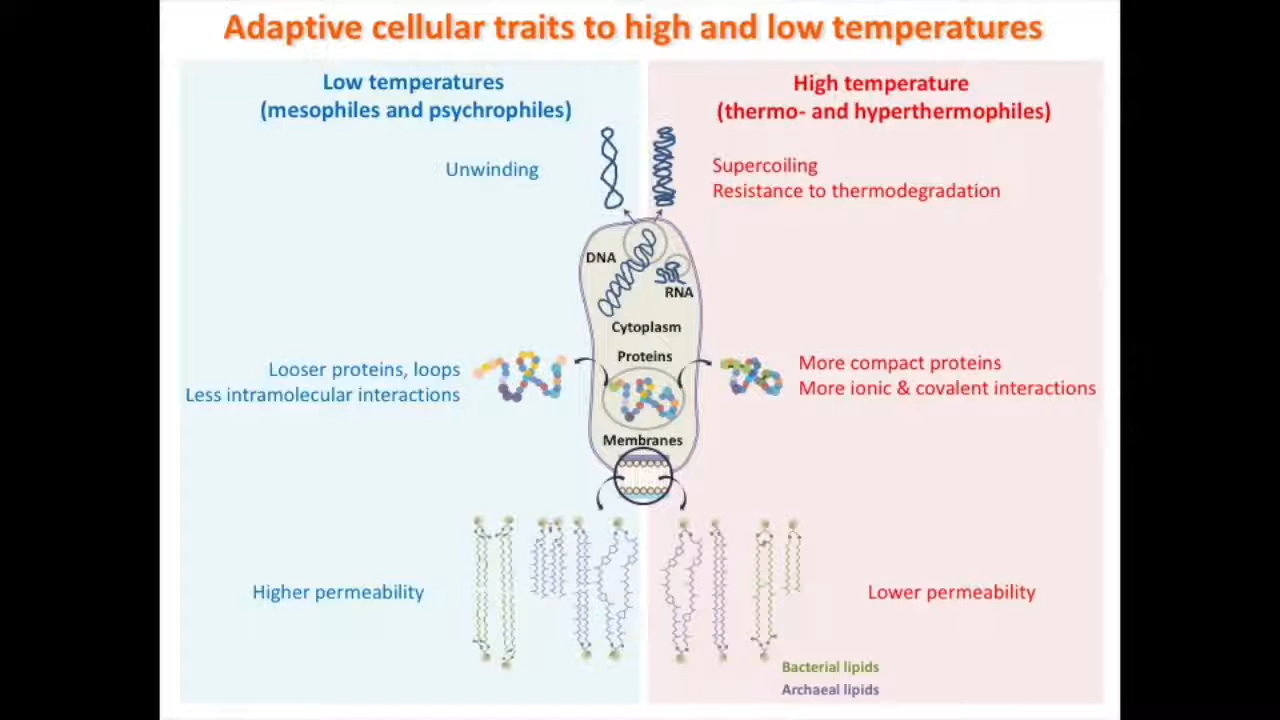 Adaptive cellular traits to high and low temperatures
Low temperatures
(mesophiles and psychrophiles)
High temperature
(thermo- and hyperthermophiles)
Unwinding
Supercoiling
Resistance to thermodegradation
DNA
RNA
Cytoplasm
Proteins
Looser proteins, loops
Less intramolecular interactions
More compact proteins
More ionic & covalent interactions
Membranes
Higher permeability
Lower permeability
Bacterial lipids
Archaeal lipids